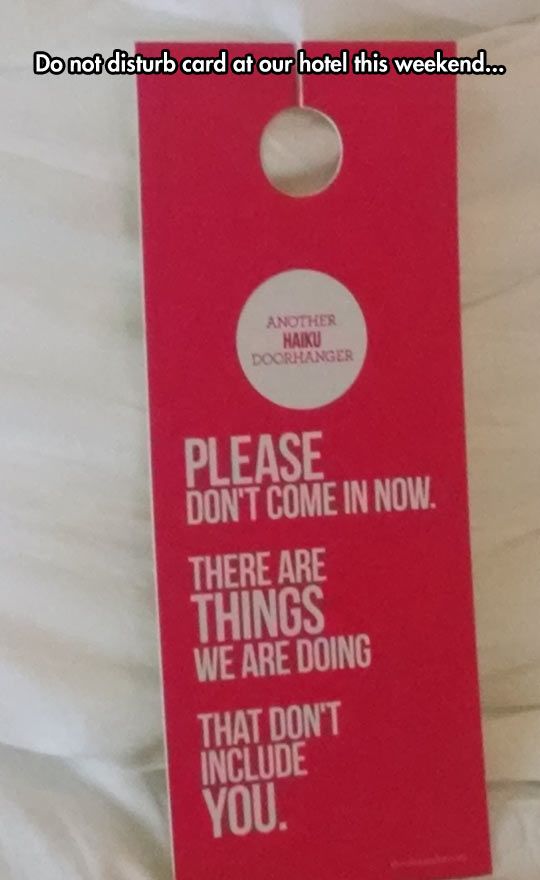 Do not disturb card at our hotel this weekend...
ANOTHER
HAIKU
DOORHANGER
PLEASE
DON'T COME IN NOW.
THERE ARE
THINGS
WE ARE DOING
THAT DON'T
INCLUDE
YOU.